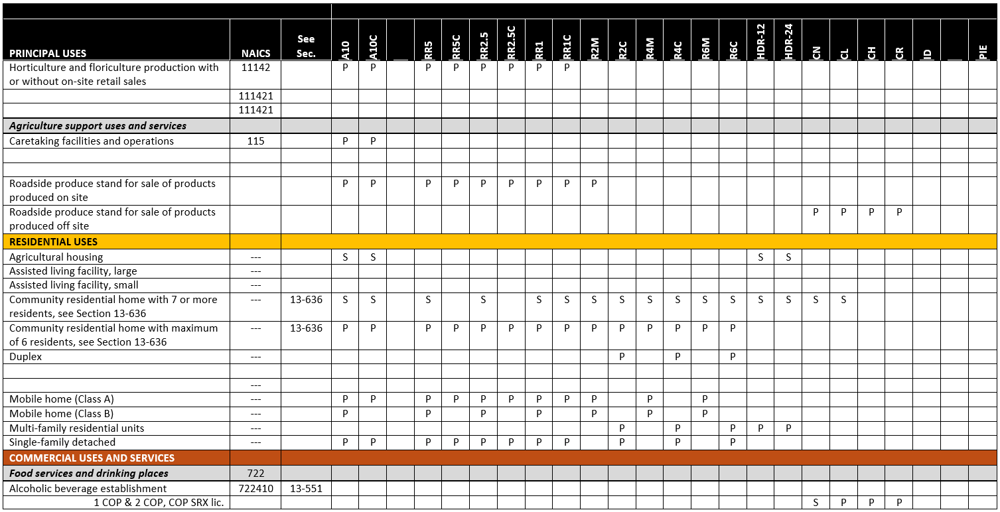 PRINCIPAL USES NAICS See Sec. A10 A10C RR5 RR5C RR2.5 RR2.5C RR1 RR1C R2M R2C R4M R4C R6M R6C HDR-12 HDR-24 CN CL CH CR ID PIE
Horticulture and floriculture production with 11142 P P P P P P P P
or without on-site retail sales
111421
111421
Agriculture support uses and services
Caretaking facilities and operations 115 P P
Roadside produce stand for sale of products P P P P P P P P P
produced on site
Roadside produce stand for sale of products P P P P
produced off site
RESIDENTIAL USES
Agricultural housing --- S S S S
Assisted living facility, large ---
Assisted living facility, small ---
Community residential home with 7 or more --- 13-636 S S S S S S S S S S S S S S S S
residents, see Section 13-636
Community residential home with maximum --- 13-636 P P P P P P P P P P P P P P
of 6 residents, see Section 13-636
Duplex --- P P P
---
Mobile home (Class A) --- P P P P P P P P P P P
Mobile home (Class B) --- P P P P P P P
Multi-family residential units --- P P P P P
Single-family detached --- P P P P P P P P P P P
COMMERCIAL USES AND SERVICES
Food services and drinking places 722
Alcoholic beverage establishment 722410 13-551
1 COP & 2 COP, COP SRX lic. S P P P